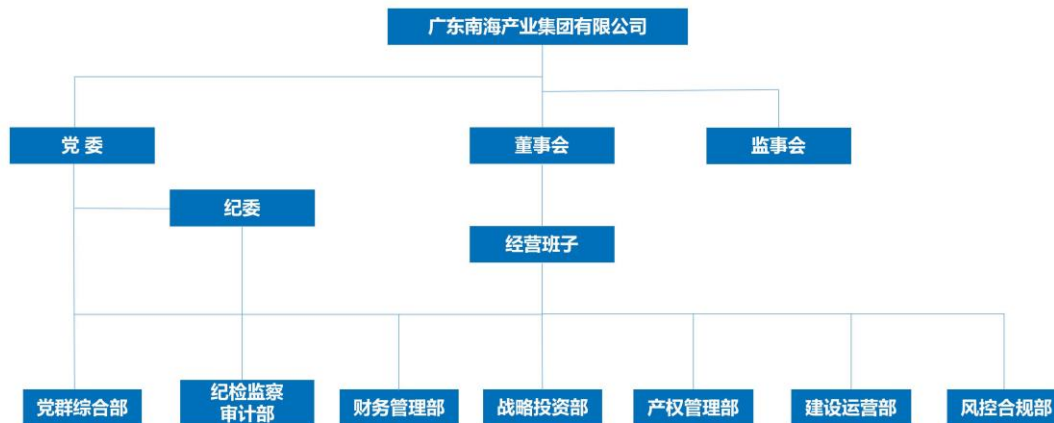 广东南海产业集团有限公司
党 委
董事会
监事会
纪委
经营班子
党群综合部
纪检监察
审计部
财务管理部
战略投资部
产权管理部
建设运营部
风控合规部